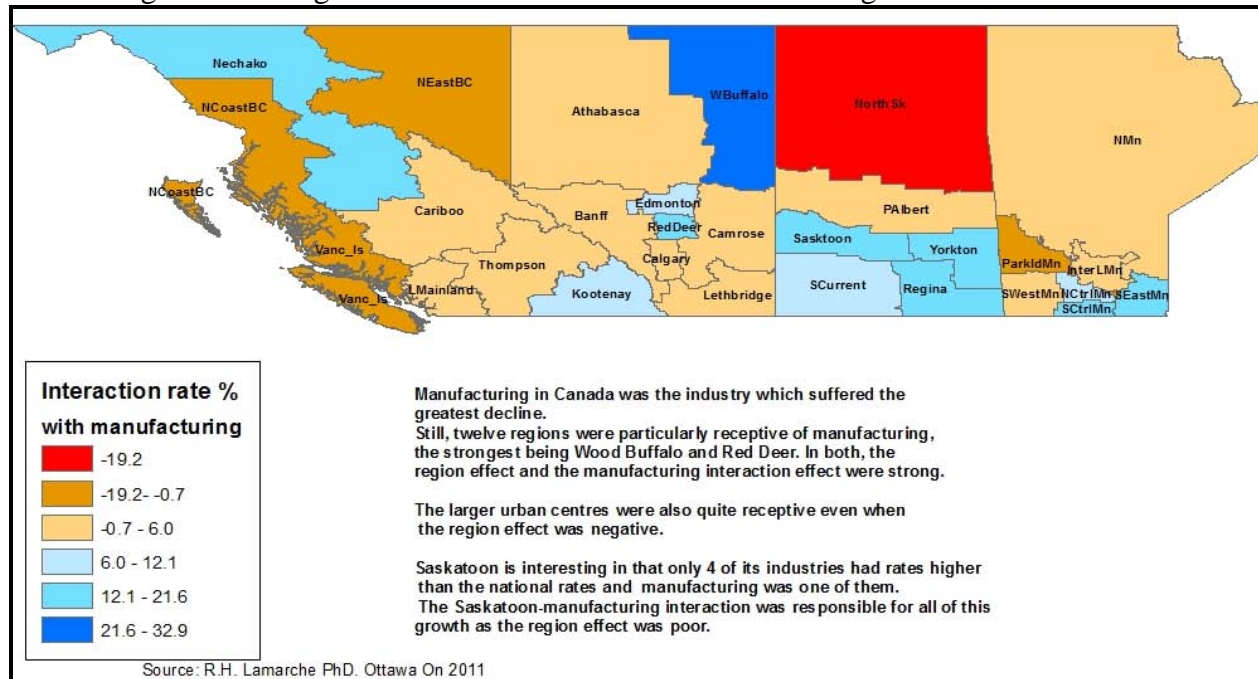 Nechako
NEastBC
NCoastBC
Athabasca
WBuffalo
NorthSk
NMn
NCoastBC
Cariboo
Banff
Edmonton
RedDeer
Camrose
PAlbert
Sasktoon
Yorkton
Vanc_Is
Thompson
Calgary
ParkldMn
InterLMn
LMainland
Kootenay
Lethbridge
SCurrent
Regina
SWestMn
NCtrlMn
SEastMn
SCtrlMn
Vanc_Is
Interaction rate %
with manufacturing
-19.2
-19.2- -0.7
-0.7 - 6.0
6.0 - 12.1
12.1 - 21.6
21.6 - 32.9
Manufacturing in Canada was the industry which suffered the
greatest decline.
Still, twelve regions were particularly receptive of manufacturing,
the strongest being Wood Buffalo and Red Deer. In both, the
region effect and the manufacturing interaction effect were strong.
The larger urban centres were also quite receptive even when
the region effect was negative.
Saskatoon is interesting in that only 4 of its industries had rates higher
than the national rates and manufacturing was one of them.
The Saskatoon-manufacturing interaction was responsible for all of this
growth as the region effect was poor.
Source: R.H. Lamarche PhD. Ottawa On 2011